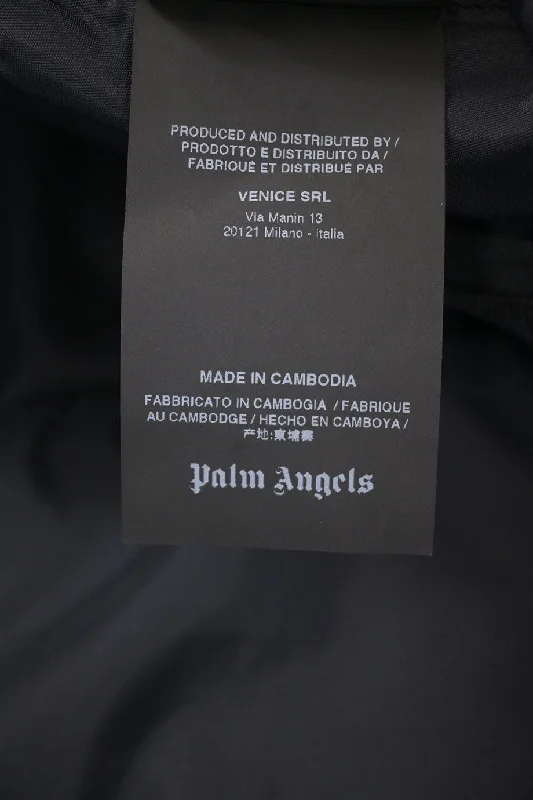 PRODUCED AND DISTRIBUTED BY /
PRODOTTO E DISTRIBUITO DA /
FABRIQUÉ ET DISTRIBUÉ PAR
VENICE SRL
Via Manin 13
20121 Milano - Italia
MADE IN CAMBODIA
FABBRICATO IN CAMBOGIA / FABRIQUE
AU CAMBODGE / HECHO EN CAMBOYA /
产地:東埔寨
Palm Angels